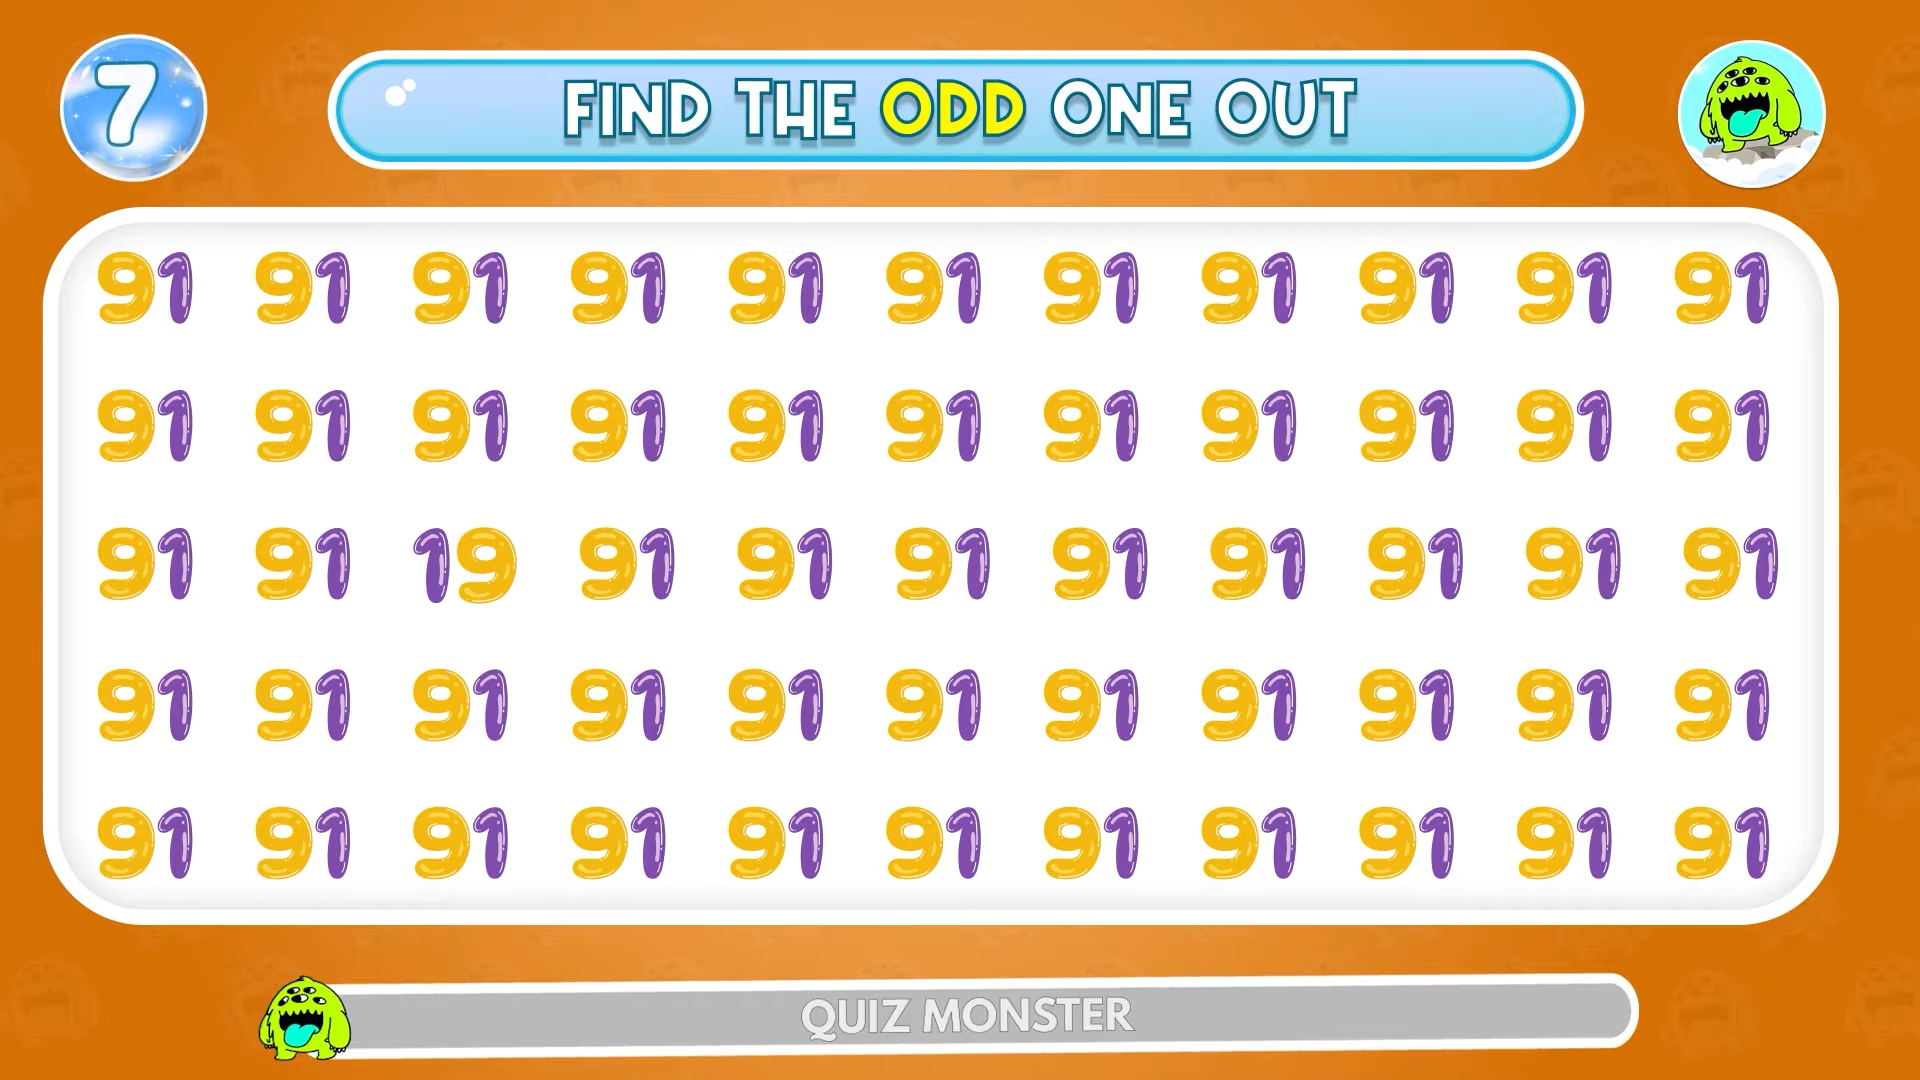 7
FIND THE ODD ONE OUT
91 91 91 91 91 91 91 91 91 91 91
91 91 91 91 91 91 91 91 91 91 91
91 91 19 91 91 91 91 91 91 91 91
91 91 91 91 91 91 91 91 91 91 91
91 91 91 91 91 91 91 91 91 91 91
QUIZ MONSTER